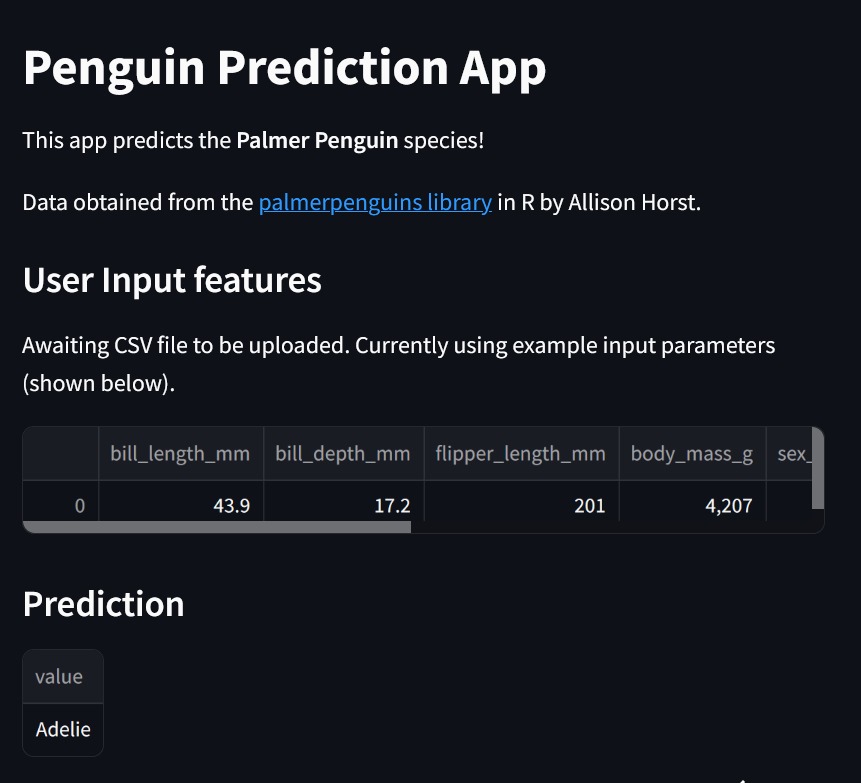 Penguin Prediction App
This app predicts the Palmer Penguin species!
Data obtained from the palmerpenguins library in R by Allison Horst.
User Input features
Awaiting CSV file to be uploaded. Currently using example input parameters
(shown below).
bill_length_mm bill_depth_mm flipper_length_mm body_mass_g sex_
0 43.9 17.2 201 4,207
Prediction
value
Adelie